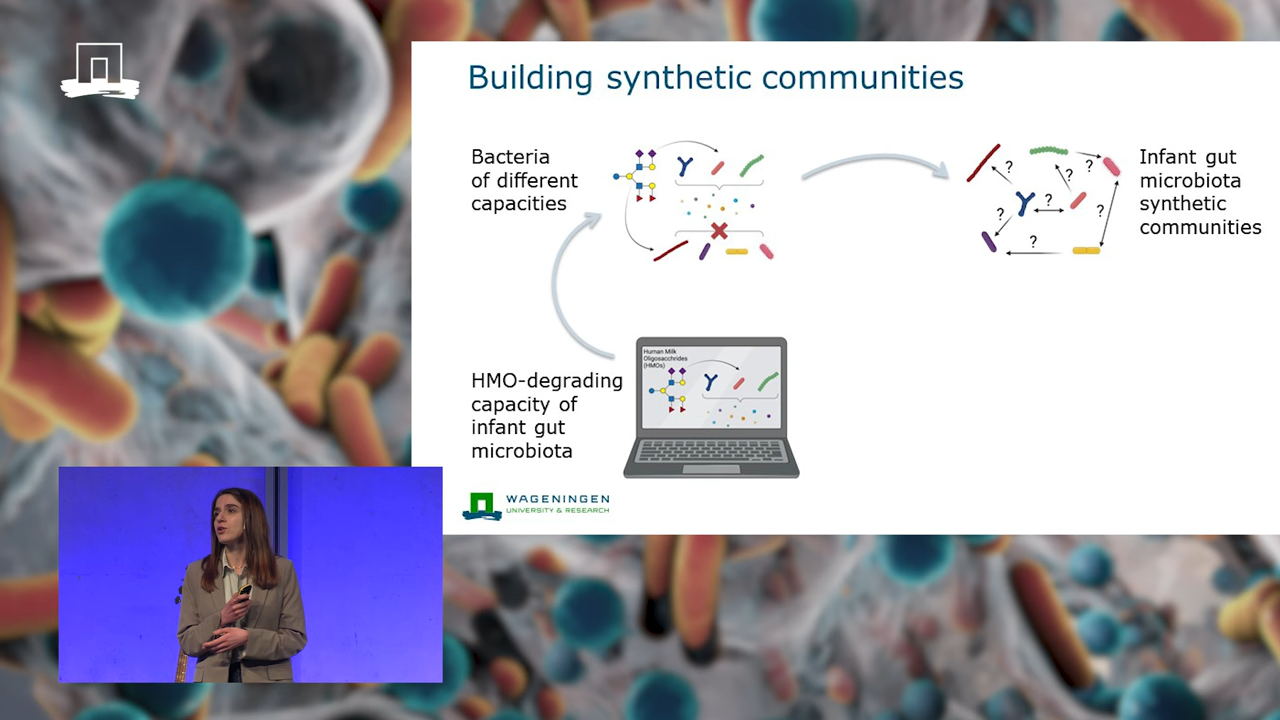 Building synthetic communities
Bacteria
of different
capacities
?
?
?
?
?
?
?
Infant gut
microbiota
synthetic
communities
HMO-degrading
capacity of
infant gut
microbiota
Human Milk
Oligosacchrides
(HMOs)
WAGENINGEN
UNIVERSITY & RESEARCH